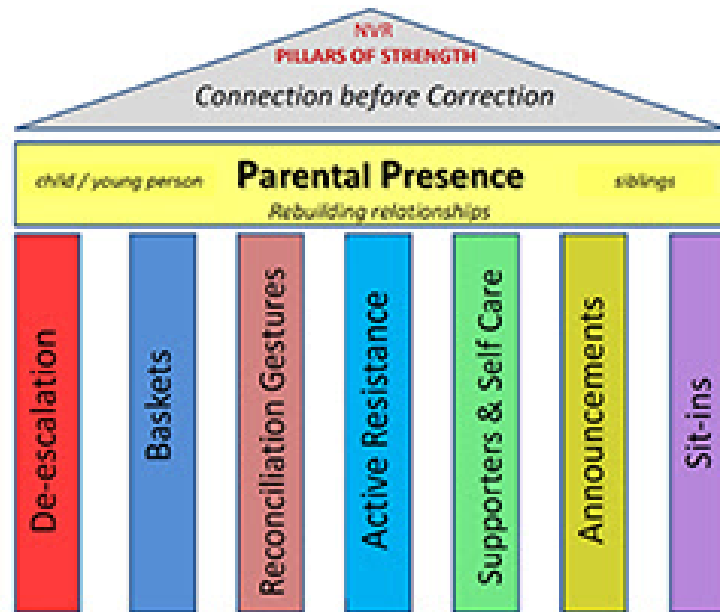 NVR
PILLARS OF STRENGTH
Connection before Correction
child / young person
Parental Presence
siblings
Rebuilding relationships
De-escalation
Baskets
Reconciliation Gestures
Active Resistance
Supporters & Self Care
Announcements
Sit-ins